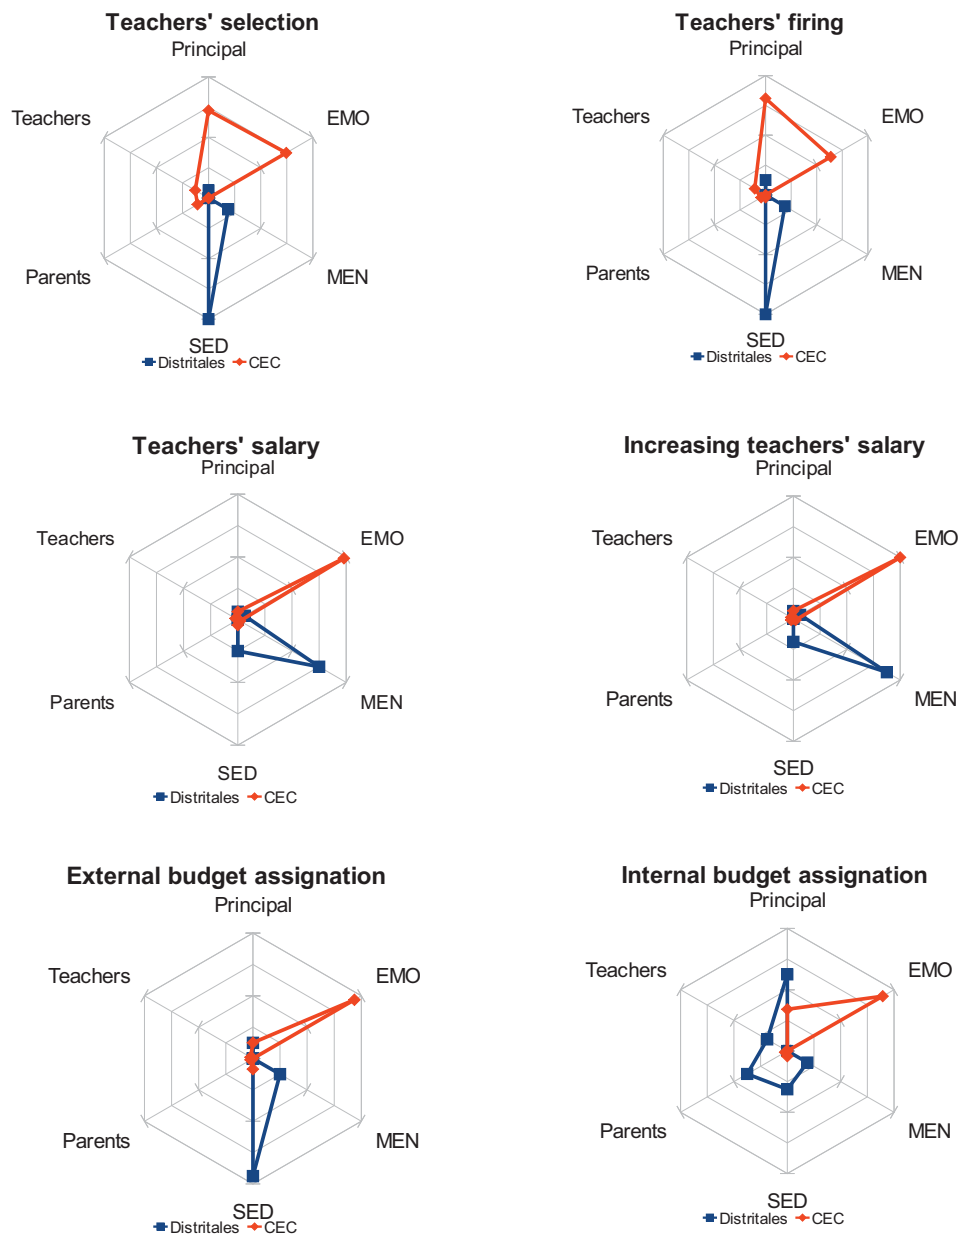 Teachers' selection
Principal
Teachers
EMO
Parents
MEN
SED
Distritales CEC
Teachers' firing
Principal
Teachers
EMO
Parents
MEN
SED
Distritales CEC
Teachers' salary
Principal
Teachers
EMO
Parents
MEN
SED
Distritales CEC
Increasing teachers' salary
Principal
Teachers
EMO
Parents
MEN
SED
Distritales CEC
External budget assignation
Principal
Teachers
EMO
Parents
MEN
SED
Distritales CEC
Internal budget assignation
Principal
Teachers
EMO
Parents
MEN
SED
Distritales CEC